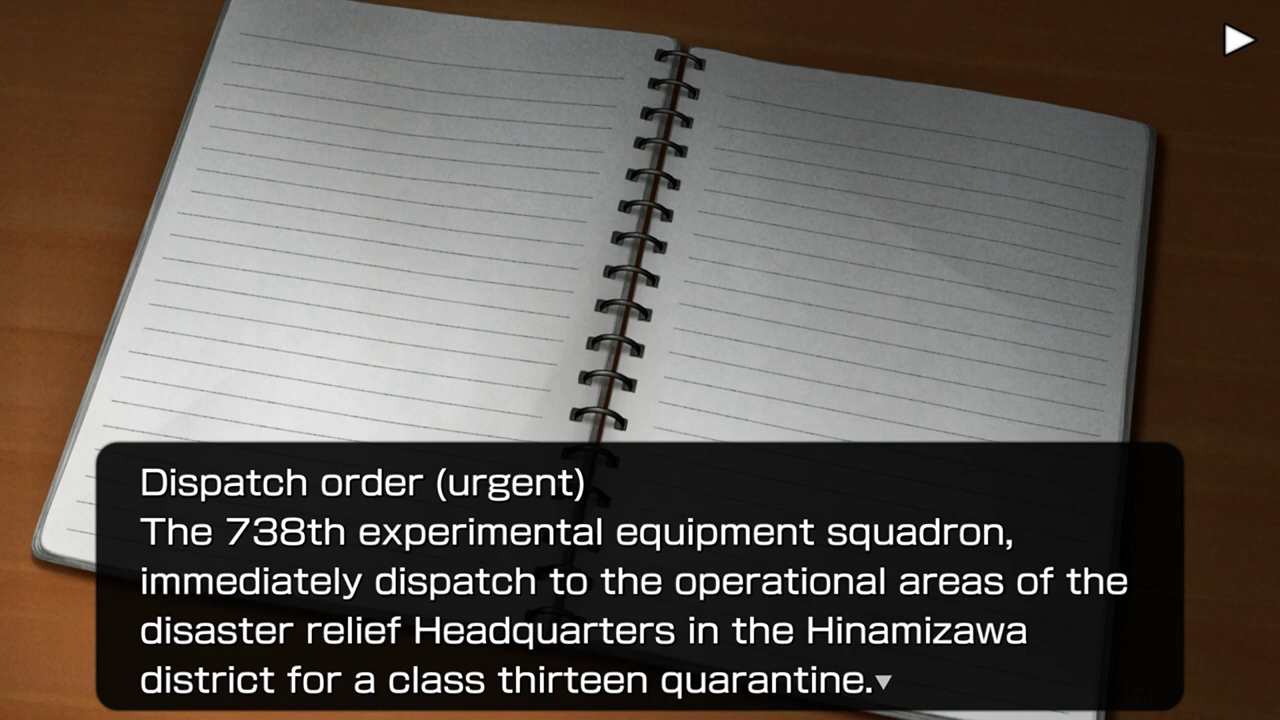 Dispatch order (urgent)
The 738th experimental equipment squadron,
immediately dispatch to the operational areas of the
disaster relief Headquarters in the Hinamizawa
district for a class thirteen quarantine.